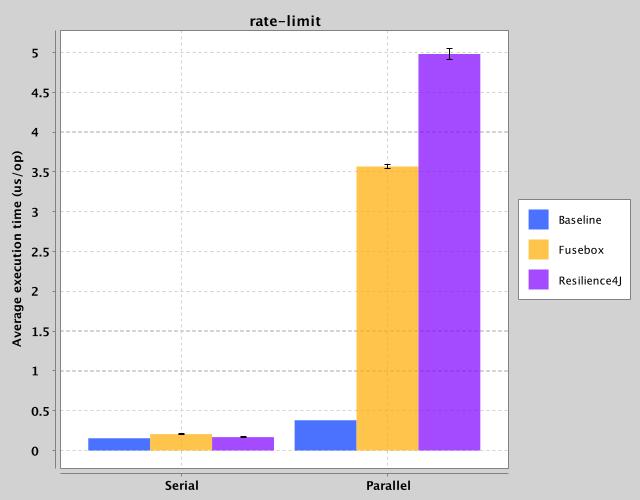 rate-limit
Average execution time (us/op)
5
4.5
4
3.5
3
2.5
2
1.5
1
0.5
0
Serial
Parallel
Baseline
Fusebox
Resilience4J